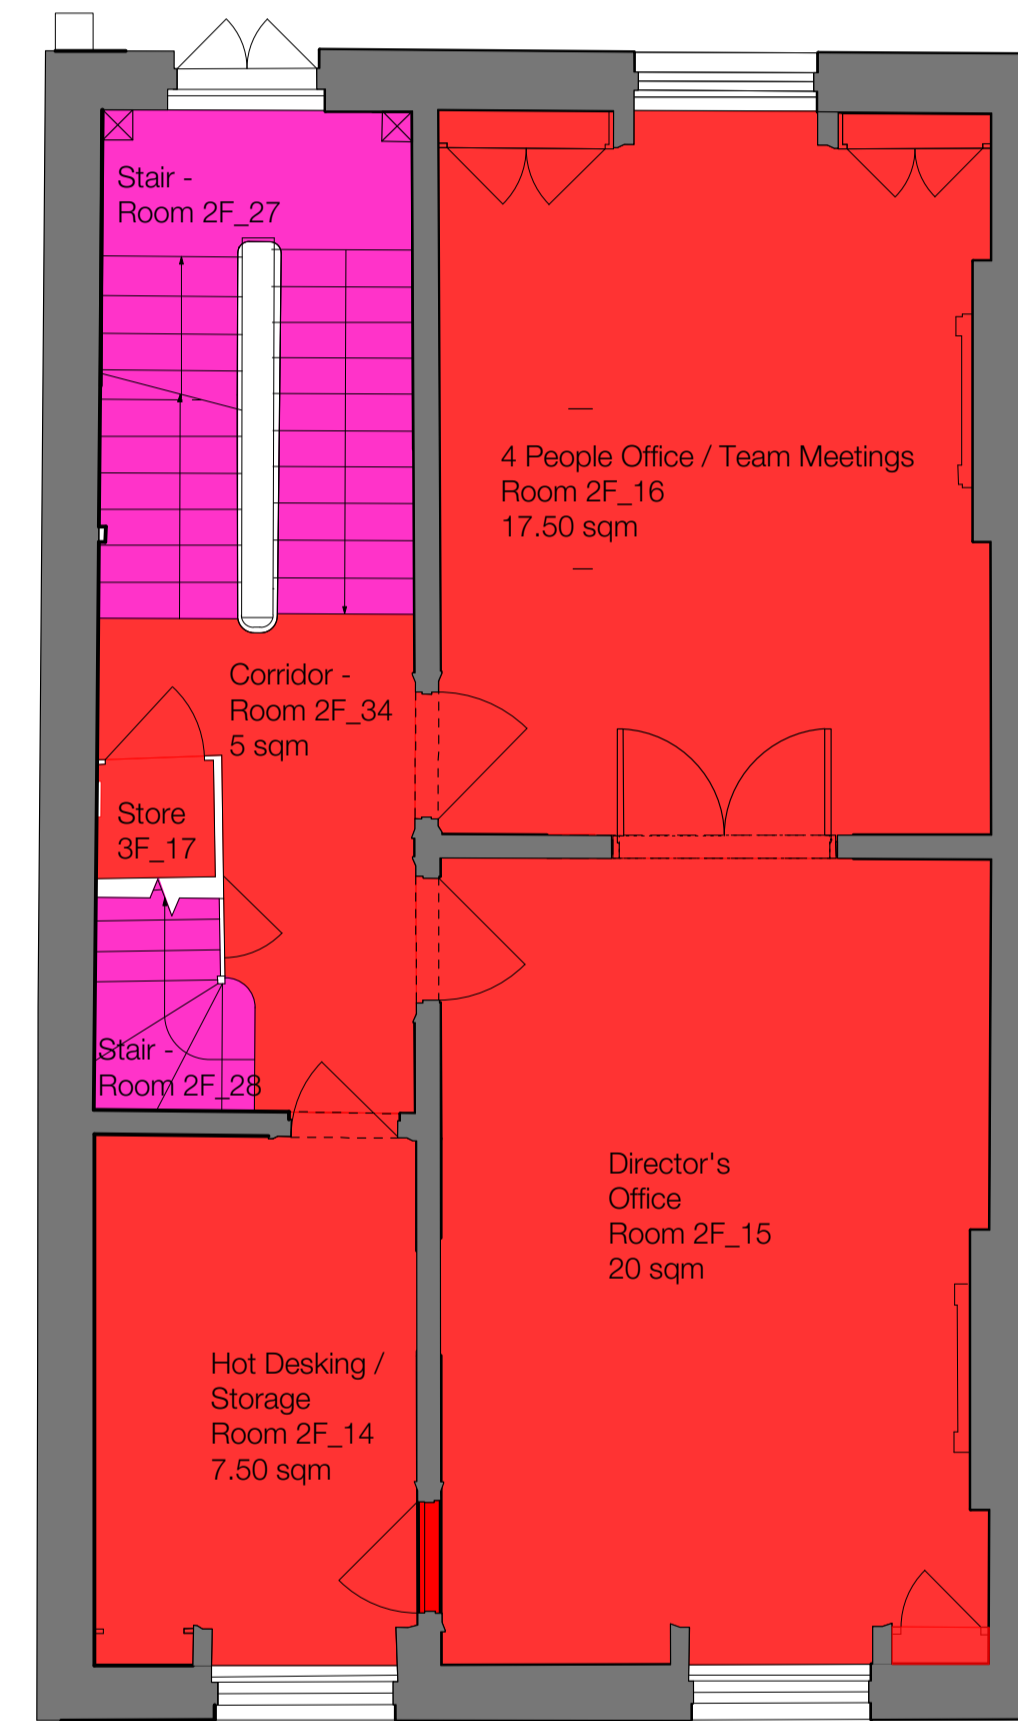 Stair -
Room 2F_27
4 People Office / Team Meetings
Room 2F_16
17.50 sqm
Corridor -
Room 2F_34
5 sqm
Store
3F_17
Stair -
Room 2F_28
Director's
Office
Room 2F_15
20 sqm
Hot Desking /
Storage
Room 2F_14
7.50 sqm